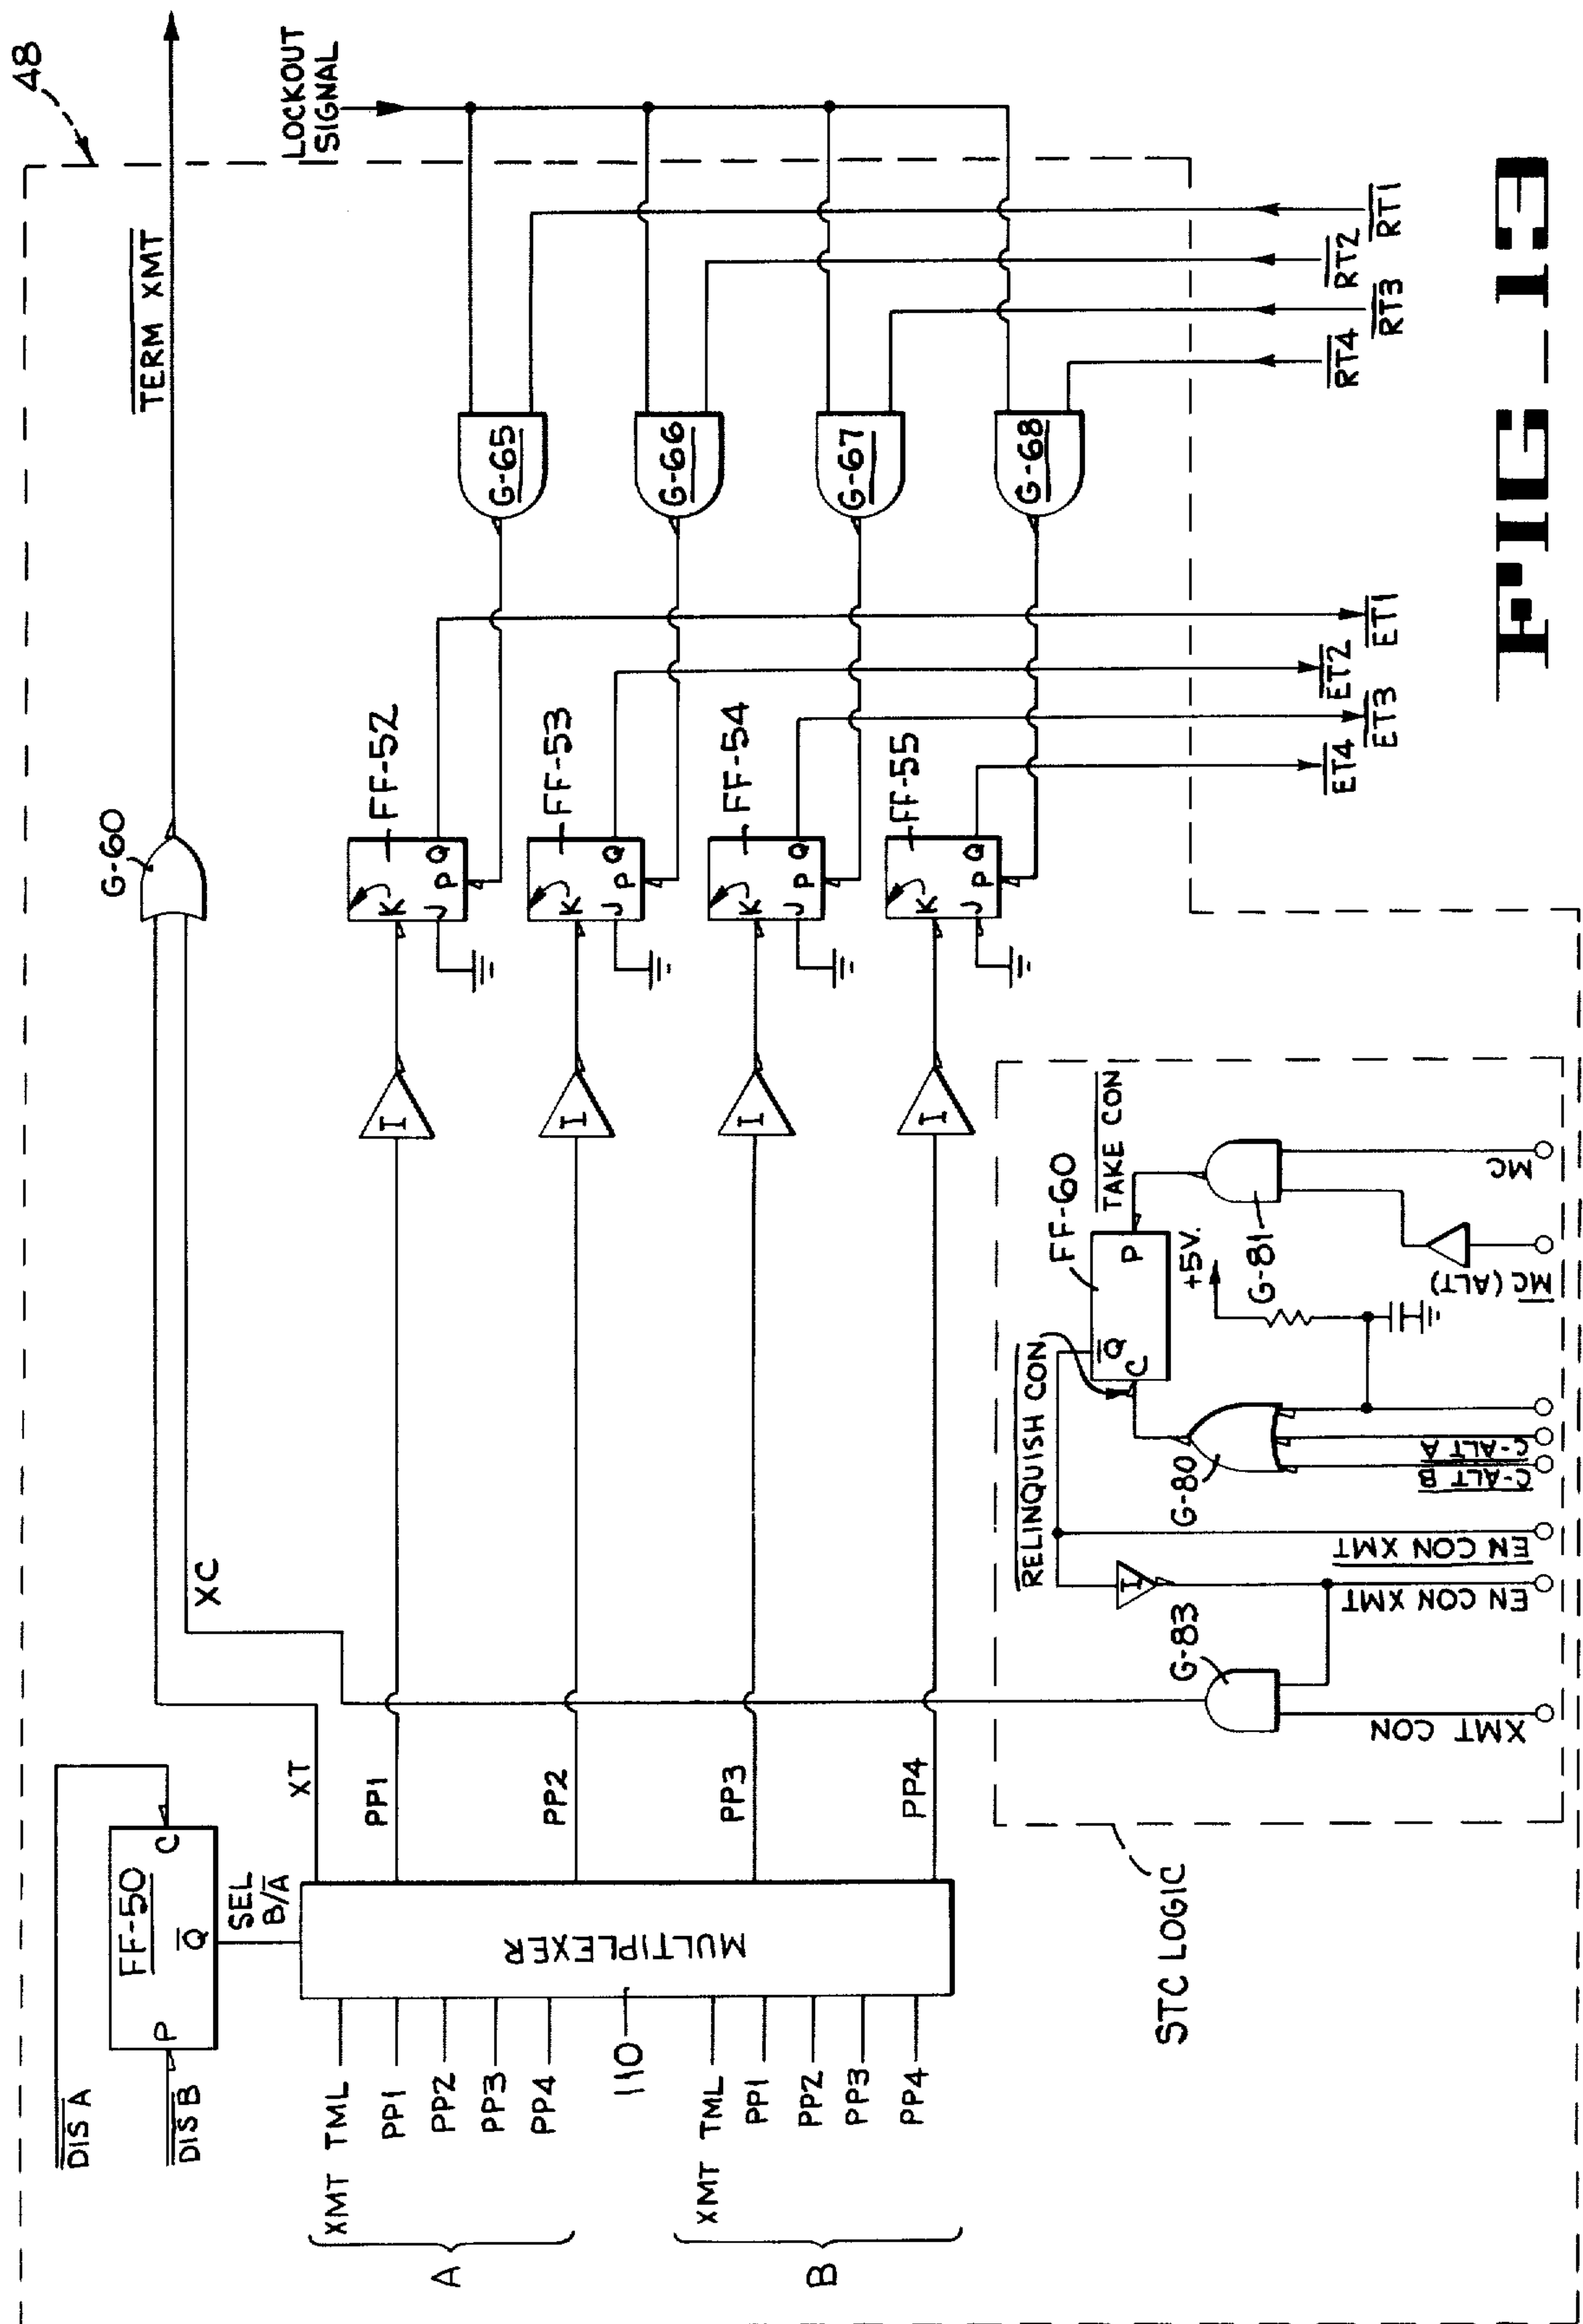 48
LOCKOUT
SIGNAL
TERM XMT
G-60
XC
XT
DIS A
DIS B
FF-50
P
C
Q
SEL
B/A
MULTIPLEXER
110
A
XMT TML
PP1
PP2
PP3
PP4
B
XMT TML
PP1
PP2
PP3
PP4
PP1
PP2
PP3
PP4
I
I
I
I
FF-52
K
J
P
Q
FF-53
K
J
P
Q
FF-54
K
J
P
Q
FF-55
K
J
P
Q
G-65
G-66
G-67
G-68
RT1
RT2
RT3
RT4
ET1
ET2
ET3
ET4
STC LOGIC
RELINQUISH CON
FF-60
TAKE CON
P
Q
C
+5V.
G-81
G-80
G-83
I
MC
MC (ALT)
C-ALT A
C-ALT B
EN CON XMT
EN CON XMT
XMT CON
FIG-13